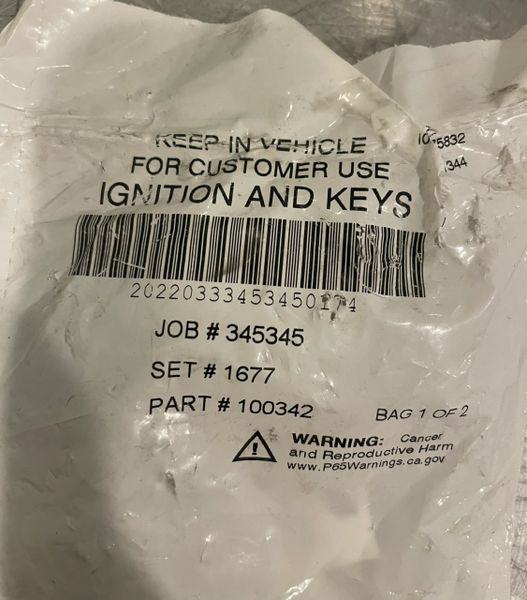 KEEP IN VEHICLE
FOR CUSTOMER USE
IGNITION AND KEYS
344
JOB # 345345
SET # 1677
PART # 100342
BAG 1 OF 2
WARNING: Cancer
and Reproductive Harm
www.P65Warnings.ca.gov